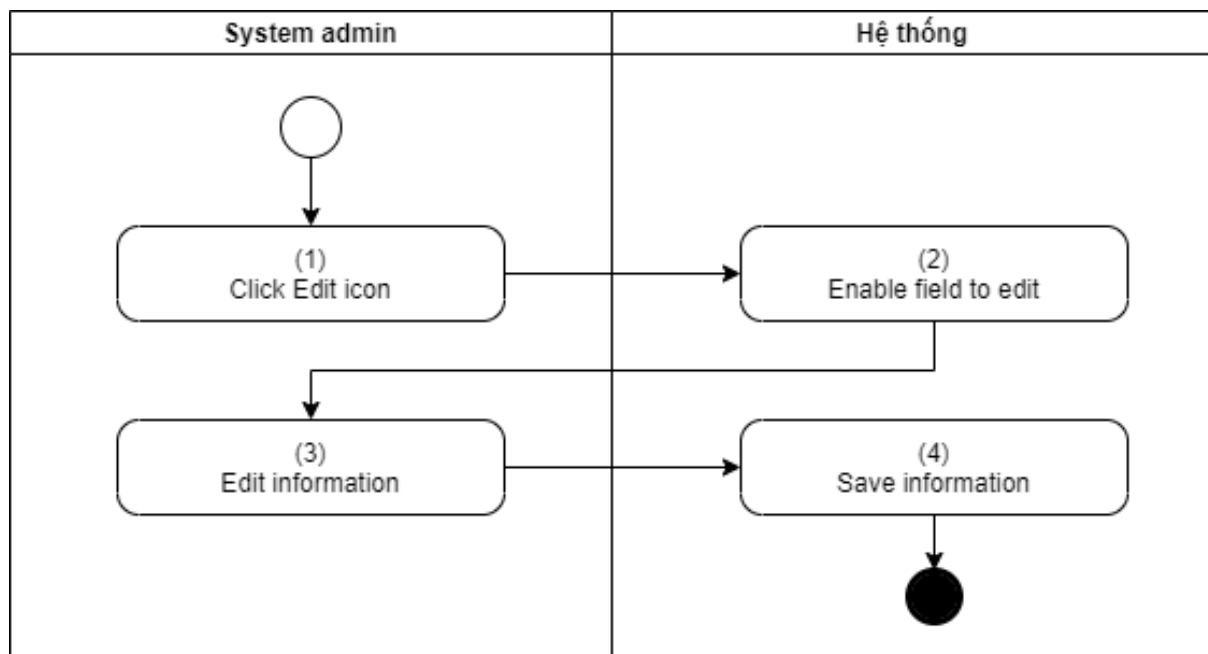 System admin
Hệ thống
(1)
Click Edit icon
(2)
Enable field to edit
(3)
Edit information
(4)
Save information